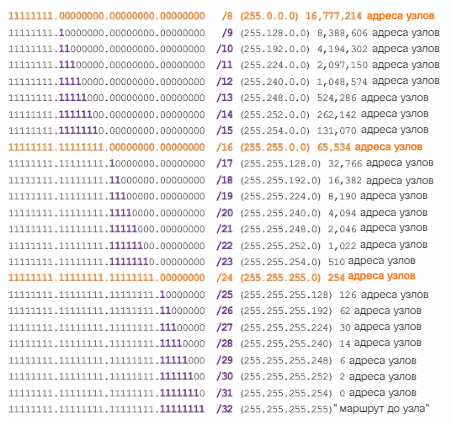 11111111.00000000.00000000.00000000 /8 (255.0.0.0) 16,777,214 адреса узлов
11111111.10000000.00000000.00000000 /9 (255.128.0.0) 8,388,606 адреса узлов
11111111.11000000.00000000.00000000 /10 (255.192.0.0) 4,194,302 адреса узлов
11111111.11100000.00000000.00000000 /11 (255.224.0.0) 2,097,150 адреса узлов
11111111.11110000.00000000.00000000 /12 (255.240.0.0) 1,048,574 адреса узлов
11111111.11111000.00000000.00000000 /13 (255.248.0.0) 524,286 адреса узлов
11111111.11111100.00000000.00000000 /14 (255.252.0.0) 262,142 адреса узлов
11111111.11111110.00000000.00000000 /15 (255.254.0.0) 131,070 адреса узлов
11111111.11111111.00000000.00000000 /16 (255.255.0.0) 65,534 адреса узлов
11111111.11111111.10000000.00000000 /17 (255.255.128.0) 32,766 адреса узлов
11111111.11111111.11000000.00000000 /18 (255.255.192.0) 16,382 адреса узлов
11111111.11111111.11100000.00000000 /19 (255.255.224.0) 8,190 адреса узлов
11111111.11111111.11110000.00000000 /20 (255.255.240.0) 4,094 адреса узлов
11111111.11111111.11111000.00000000 /21 (255.255.248.0) 2,046 адреса узлов
11111111.11111111.11111100.00000000 /22 (255.255.252.0) 1,022 адреса узлов
11111111.11111111.11111110.00000000 /23 (255.255.254.0) 510 адреса узлов
11111111.11111111.11111111.00000000 /24 (255.255.255.0) 254 адреса узлов
11111111.11111111.11111111.10000000 /25 (255.255.255.128) 126 адреса узлов
11111111.11111111.11111111.11000000 /26 (255.255.255.192) 62 адреса узлов
11111111.11111111.11111111.11100000 /27 (255.255.255.224) 30 адреса узлов
11111111.11111111.11111111.11110000 /28 (255.255.255.240) 14 адреса узлов
11111111.11111111.11111111.11111000 /29 (255.255.255.248) 6 адреса узлов
11111111.11111111.11111111.11111100 /30 (255.255.255.252) 2 адреса узлов
11111111.11111111.11111111.11111110 /31 (255.255.255.254) 0 адреса узлов
11111111.11111111.11111111.11111111 /32 (255.255.255.255)"маршрут до узла"